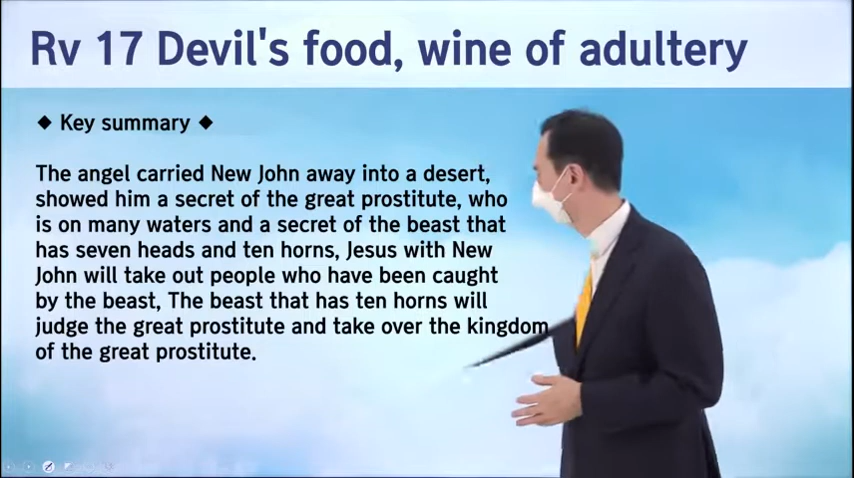 Rv 17 Devil's food, wine of adultery
◆ Key summary ◆
The angel carried New John away into a desert,
showed him a secret of the great prostitute, who
is on many waters and a secret of the beast that
has seven heads and ten horns, Jesus with New
John will take out people who have been caught
by the beast, The beast that has ten horns will
judge the great prostitute and take over the kingdom
of the great prostitute.